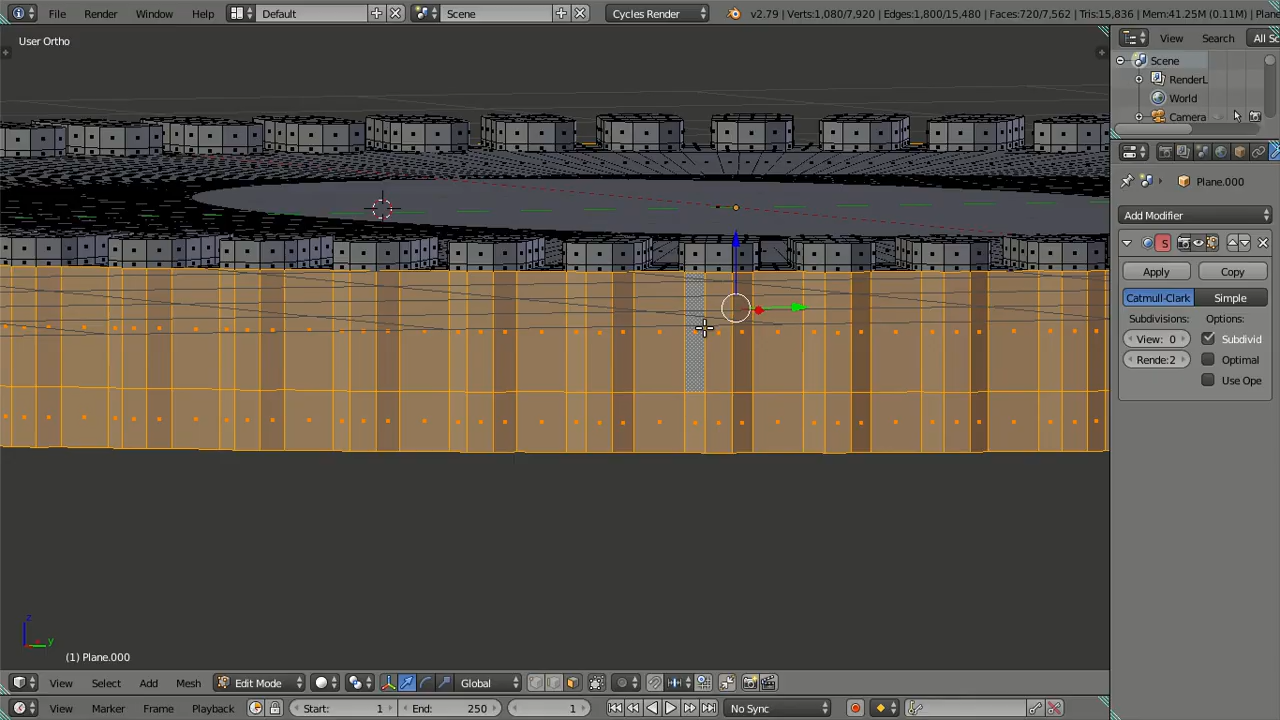 File Render Window Help Default Scene Cycles Render v2.79 | Verts:1,080/7,920 | Edges:1,800/15,480 | Faces:720/7,562 | Tris:15,836 | Mem:41.25M (0.11M) | Plane
User Ortho
View Search All Sc
Scene
RenderL
World
Camera
Plane.000
Add Modifier
S
Apply Copy
Catmull-Clark Simple
Subdivisions: Options:
View: 0 Subdivid
Rende:2 Optimal
Use Ope
z
y
(1) Plane.000
View Select Add Mesh Edit Mode Global
View Marker Frame Playback Start: 1 End: 250 1 No Sync